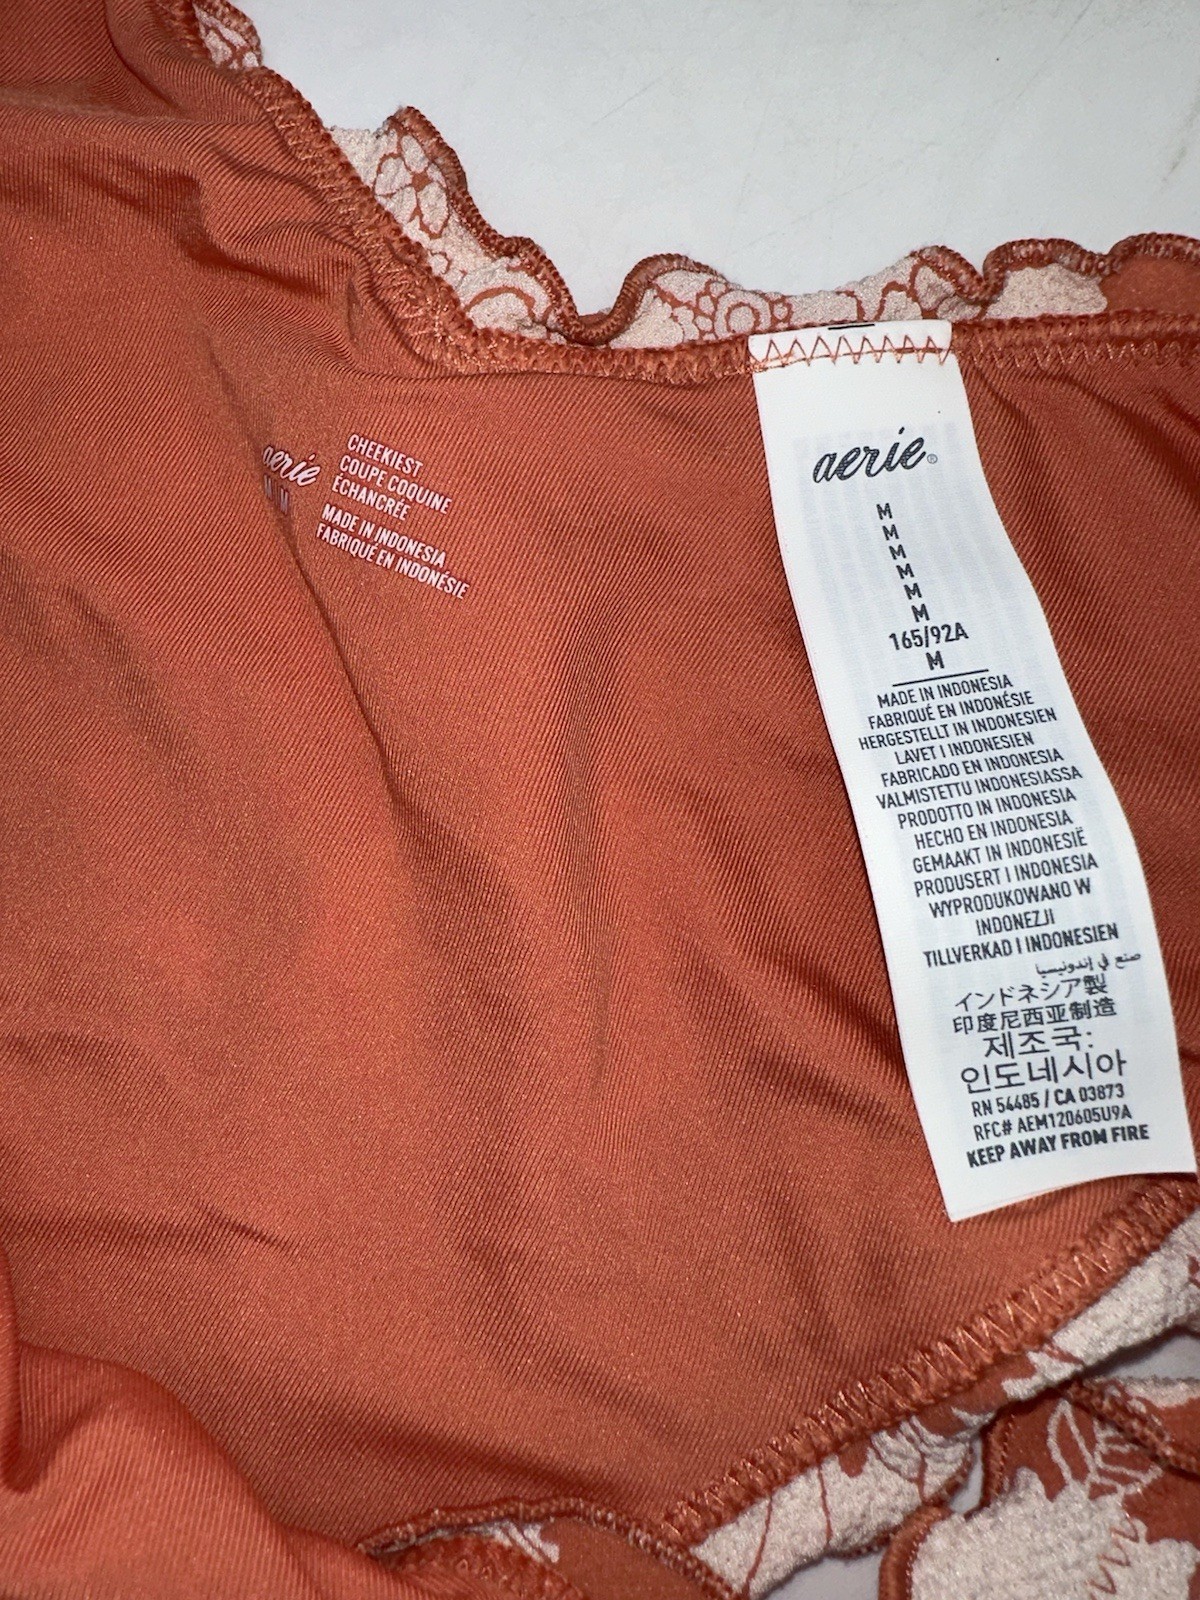 aerie
M M
CHEEKIEST
COUPE COQUINE
ÉCHANCRÉE
MADE IN INDONESIA
FABRIQUÉ EN INDONÉSIE
aerie®
M
M
M
M
M
M
165/92A
M
MADE IN INDONESIA
FABRIQUÉ EN INDONÉSIE
HERGESTELLT IN INDONESIEN
LAVET I INDONESIEN
FABRICADO EN INDONESIA
VALMISTETTU INDONESIASSA
PRODOTTO IN INDONESIA
HECHO EN INDONESIA
GEMAAKT IN INDONESIË
PRODUSERT I INDONESIA
WYPRODUKOWANO W
INDONEZJI
TILLVERKAD I INDONESIEN
صنع في إندونيسيا
インドネシア製
印度尼西亚制造
제조국:
인도네시아
RN 54485 / CA 03873
RFC# AEM120605U9A
KEEP AWAY FROM FIRE